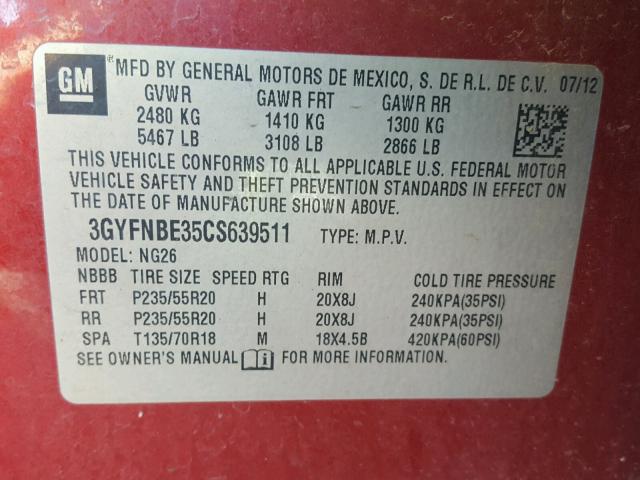 GM ® MFD BY GENERAL MOTORS DE MEXICO, S. DE R.L. DE C.V. 07/12
GVWR GAWR FRT GAWR RR
2480 KG 1410 KG 1300 KG
5467 LB 3108 LB 2866 LB
THIS VEHICLE CONFORMS TO ALL APPLICABLE U.S. FEDERAL MOTOR
VEHICLE SAFETY AND THEFT PREVENTION STANDARDS IN EFFECT ON
THE DATE OF MANUFACTURE SHOWN ABOVE.
3GYFNBE35CS639511 TYPE: M.P.V.
MODEL: NG26
NBBB TIRE SIZE SPEED RTG RIM COLD TIRE PRESSURE
FRT P235/55R20 H 20X8J 240KPA(35PSI)
RR P235/55R20 H 20X8J 240KPA(35PSI)
SPA T135/70R18 M 18X4.5B 420KPA(60PSI)
SEE OWNER'S MANUAL FOR MORE INFORMATION.